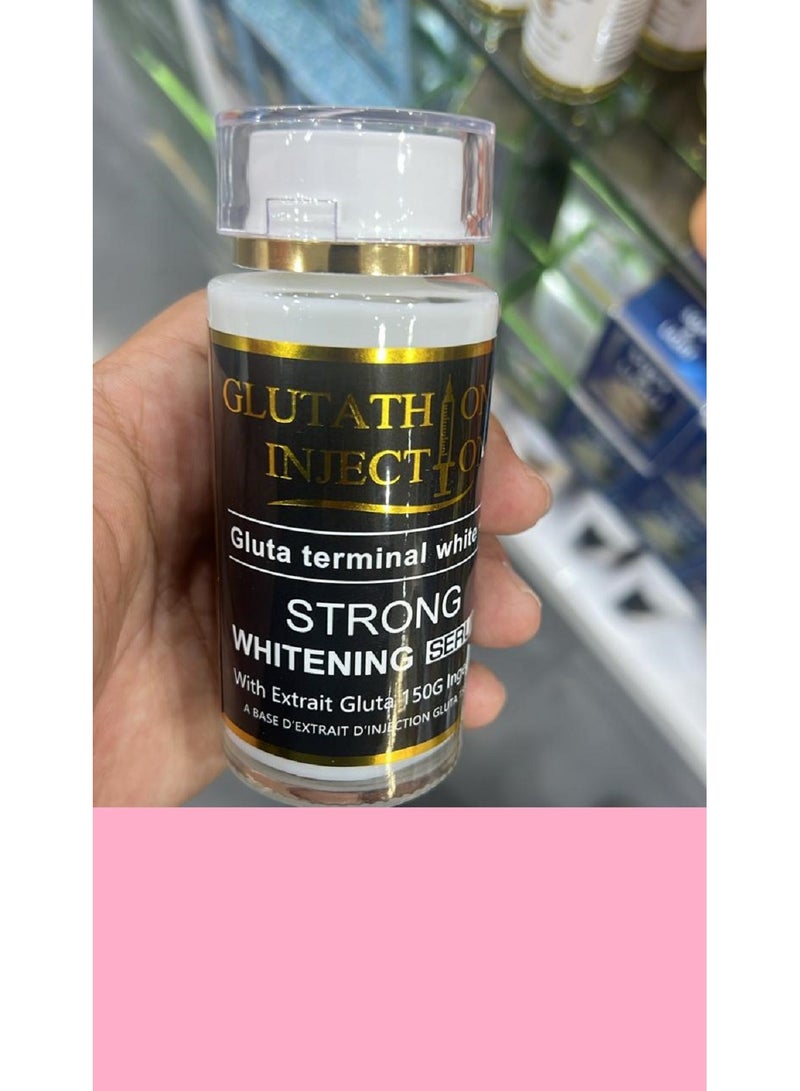 GLUTATHION
INJECTION
Gluta terminal white
STRONG
WHITENING
With Extrait Gluta 150G
A BASE D'EXTRAIT D'INJECTION GLUTA